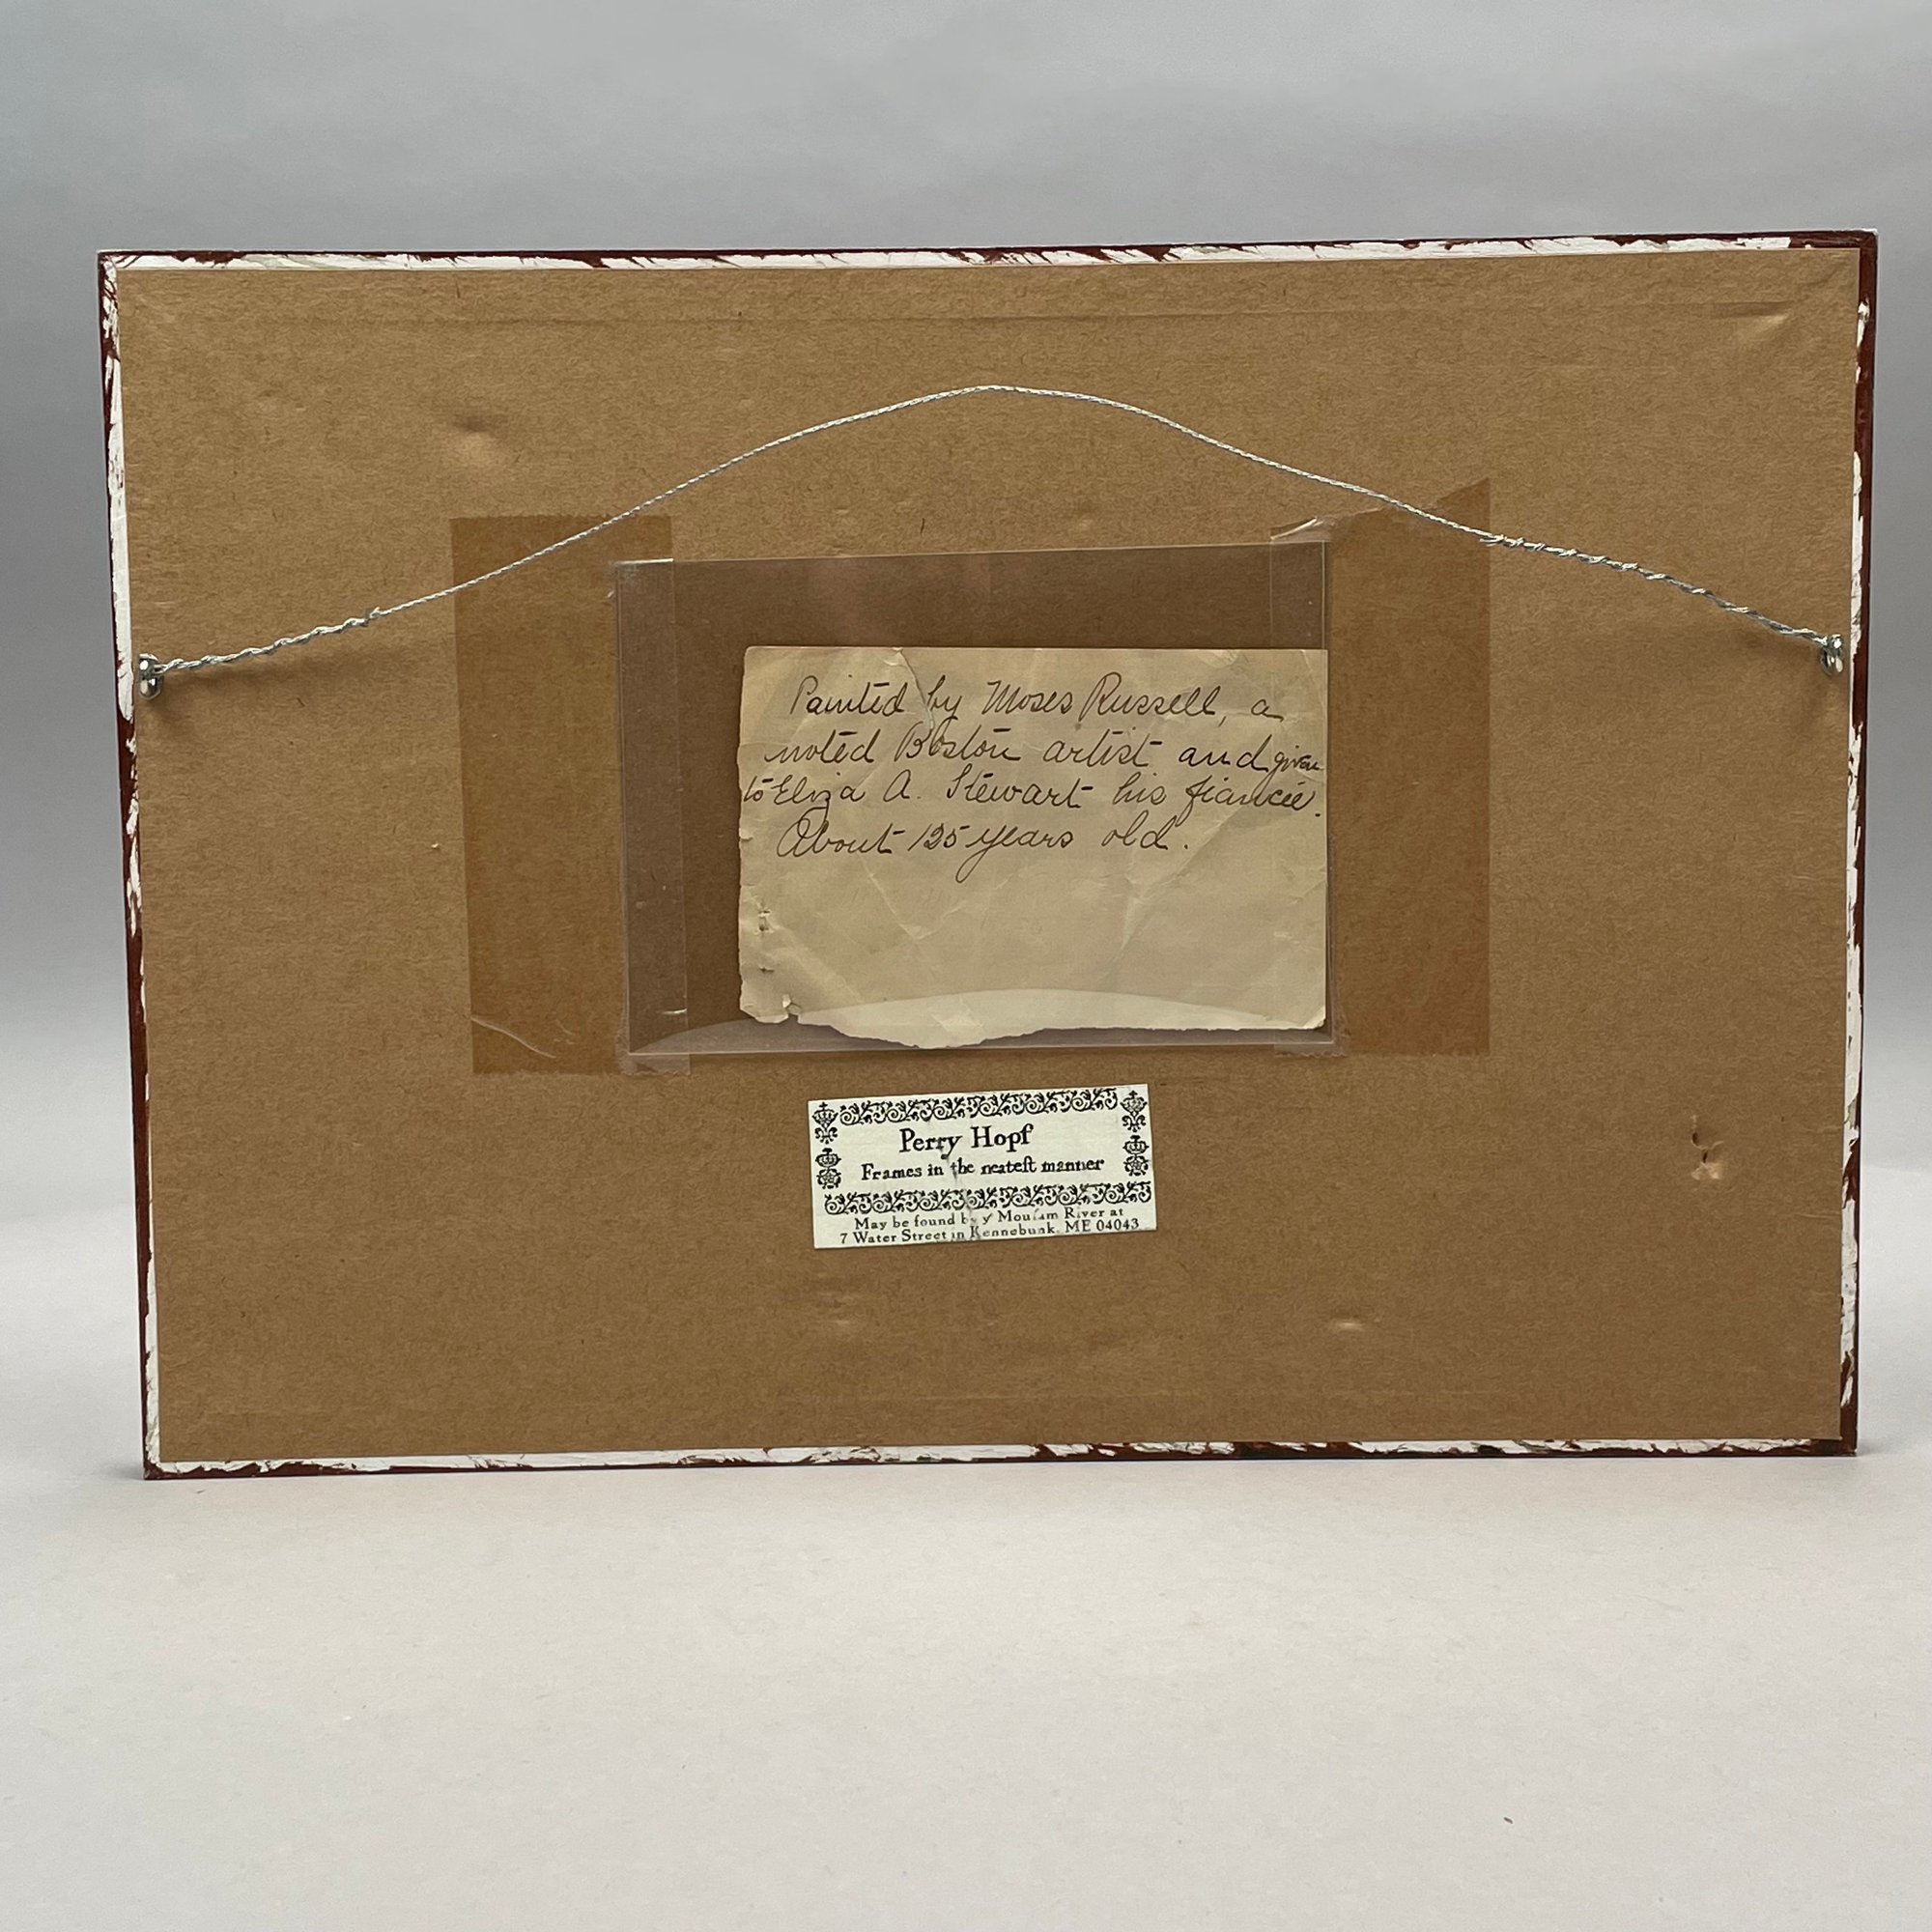 Painted by Moses Russell, a
noted Boston artist and given
to Eliza A. Stewart his fiancée.
About 125 years old.
Perry Hopf
Frames in the neateſt manner
May be found by yͤ Mousam River at
7 Water Street in Kennebunk, ME 04043